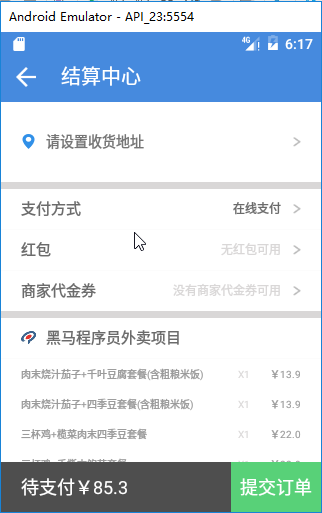 Android Emulator - API_23:5554
4G 6:17
结算中心
请设置收货地址
支付方式 在线支付
红包 无红包可用
商家代金券 没有商家代金券可用
黑马程序员外卖项目
肉末烧汁茄子+千叶豆腐套餐(含粗粮米饭) X1 ￥13.9
肉末烧汁茄子+四季豆套餐(含粗粮米饭) X1 ￥13.9
三杯鸡+榄菜肉末四季豆套餐 X1 ￥22.0
待支付￥85.3 提交订单